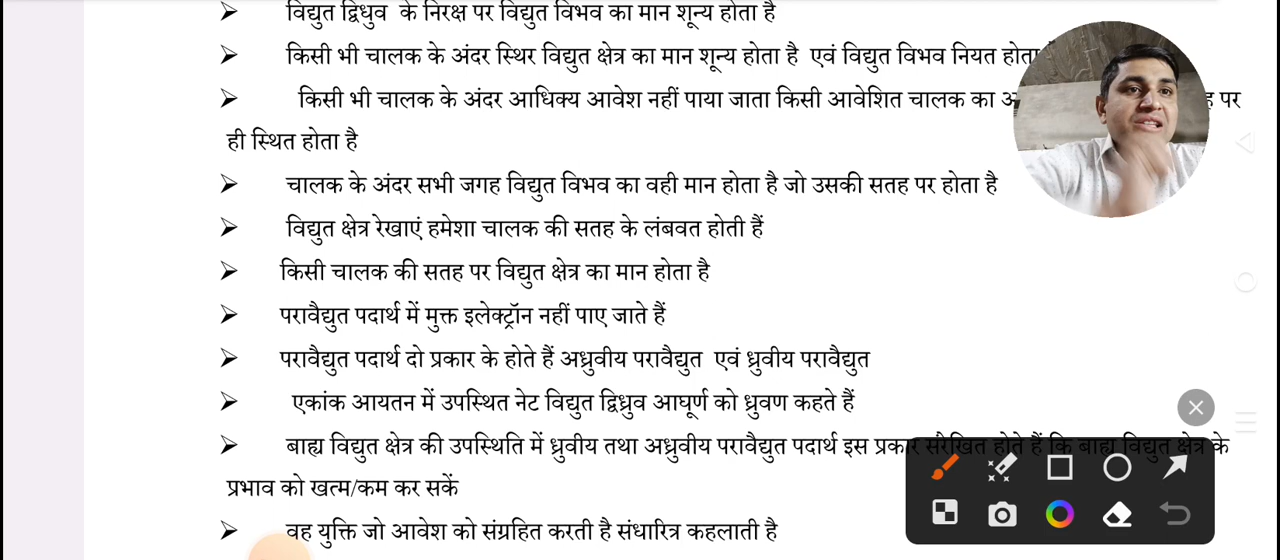 ➢ विद्युत द्विध्रुव के निरक्ष पर विद्युत विभव का मान शून्य होता है
➢ किसी भी चालक के अंदर स्थिर विद्युत क्षेत्र का मान शून्य होता है एवं विद्युत विभव नियत होता
➢ किसी भी चालक के अंदर आधिक्य आवेश नहीं पाया जाता किसी आवेशित चालक का पर
ही स्थित होता है
➢ चालक के अंदर सभी जगह विद्युत विभव का वही मान होता है जो उसकी सतह पर होता है
➢ विद्युत क्षेत्र रेखाएं हमेशा चालक की सतह के लंबवत होती हैं
➢ किसी चालक की सतह पर विद्युत क्षेत्र का मान होता है
➢ परावैद्युत पदार्थ में मुक्त इलेक्ट्रॉन नहीं पाए जाते हैं
➢ परावैद्युत पदार्थ दो प्रकार के होते हैं अध्रुवीय परावैद्युत एवं ध्रुवीय परावैद्युत
➢ एकांक आयतन में उपस्थित नेट विद्युत द्विध्रुव आघूर्ण को ध्रुवण कहते हैं
➢ बाह्य विद्युत क्षेत्र की उपस्थिति में ध्रुवीय तथा अध्रुवीय परावैद्युत पदार्थ इस प्रकार संरेखित होते हैं कि बाह्य विद्युत क्षेत्र के
प्रभाव को खत्म/कम कर सकें
➢ वह युक्ति जो आवेश को संग्रहित करती है संधारित्र कहलाती है